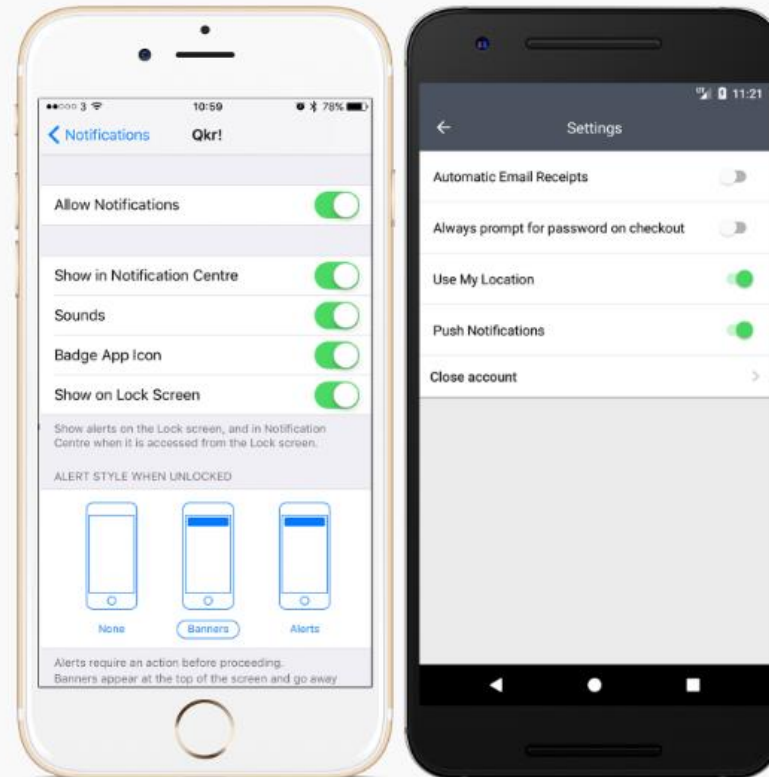 3 10:59 78%
Notifications Qkr!
Allow Notifications
Show in Notification Centre
Sounds
Badge App Icon
Show on Lock Screen
Show alerts on the Lock screen, and in Notification
Centre when it is accessed from the Lock screen.
ALERT STYLE WHEN UNLOCKED
None Banners Alerts
Alerts require an action before proceeding.
Banners appear at the top of the screen and go away
11:21
Settings
Automatic Email Receipts
Always prompt for password on checkout
Use My Location
Push Notifications
Close account